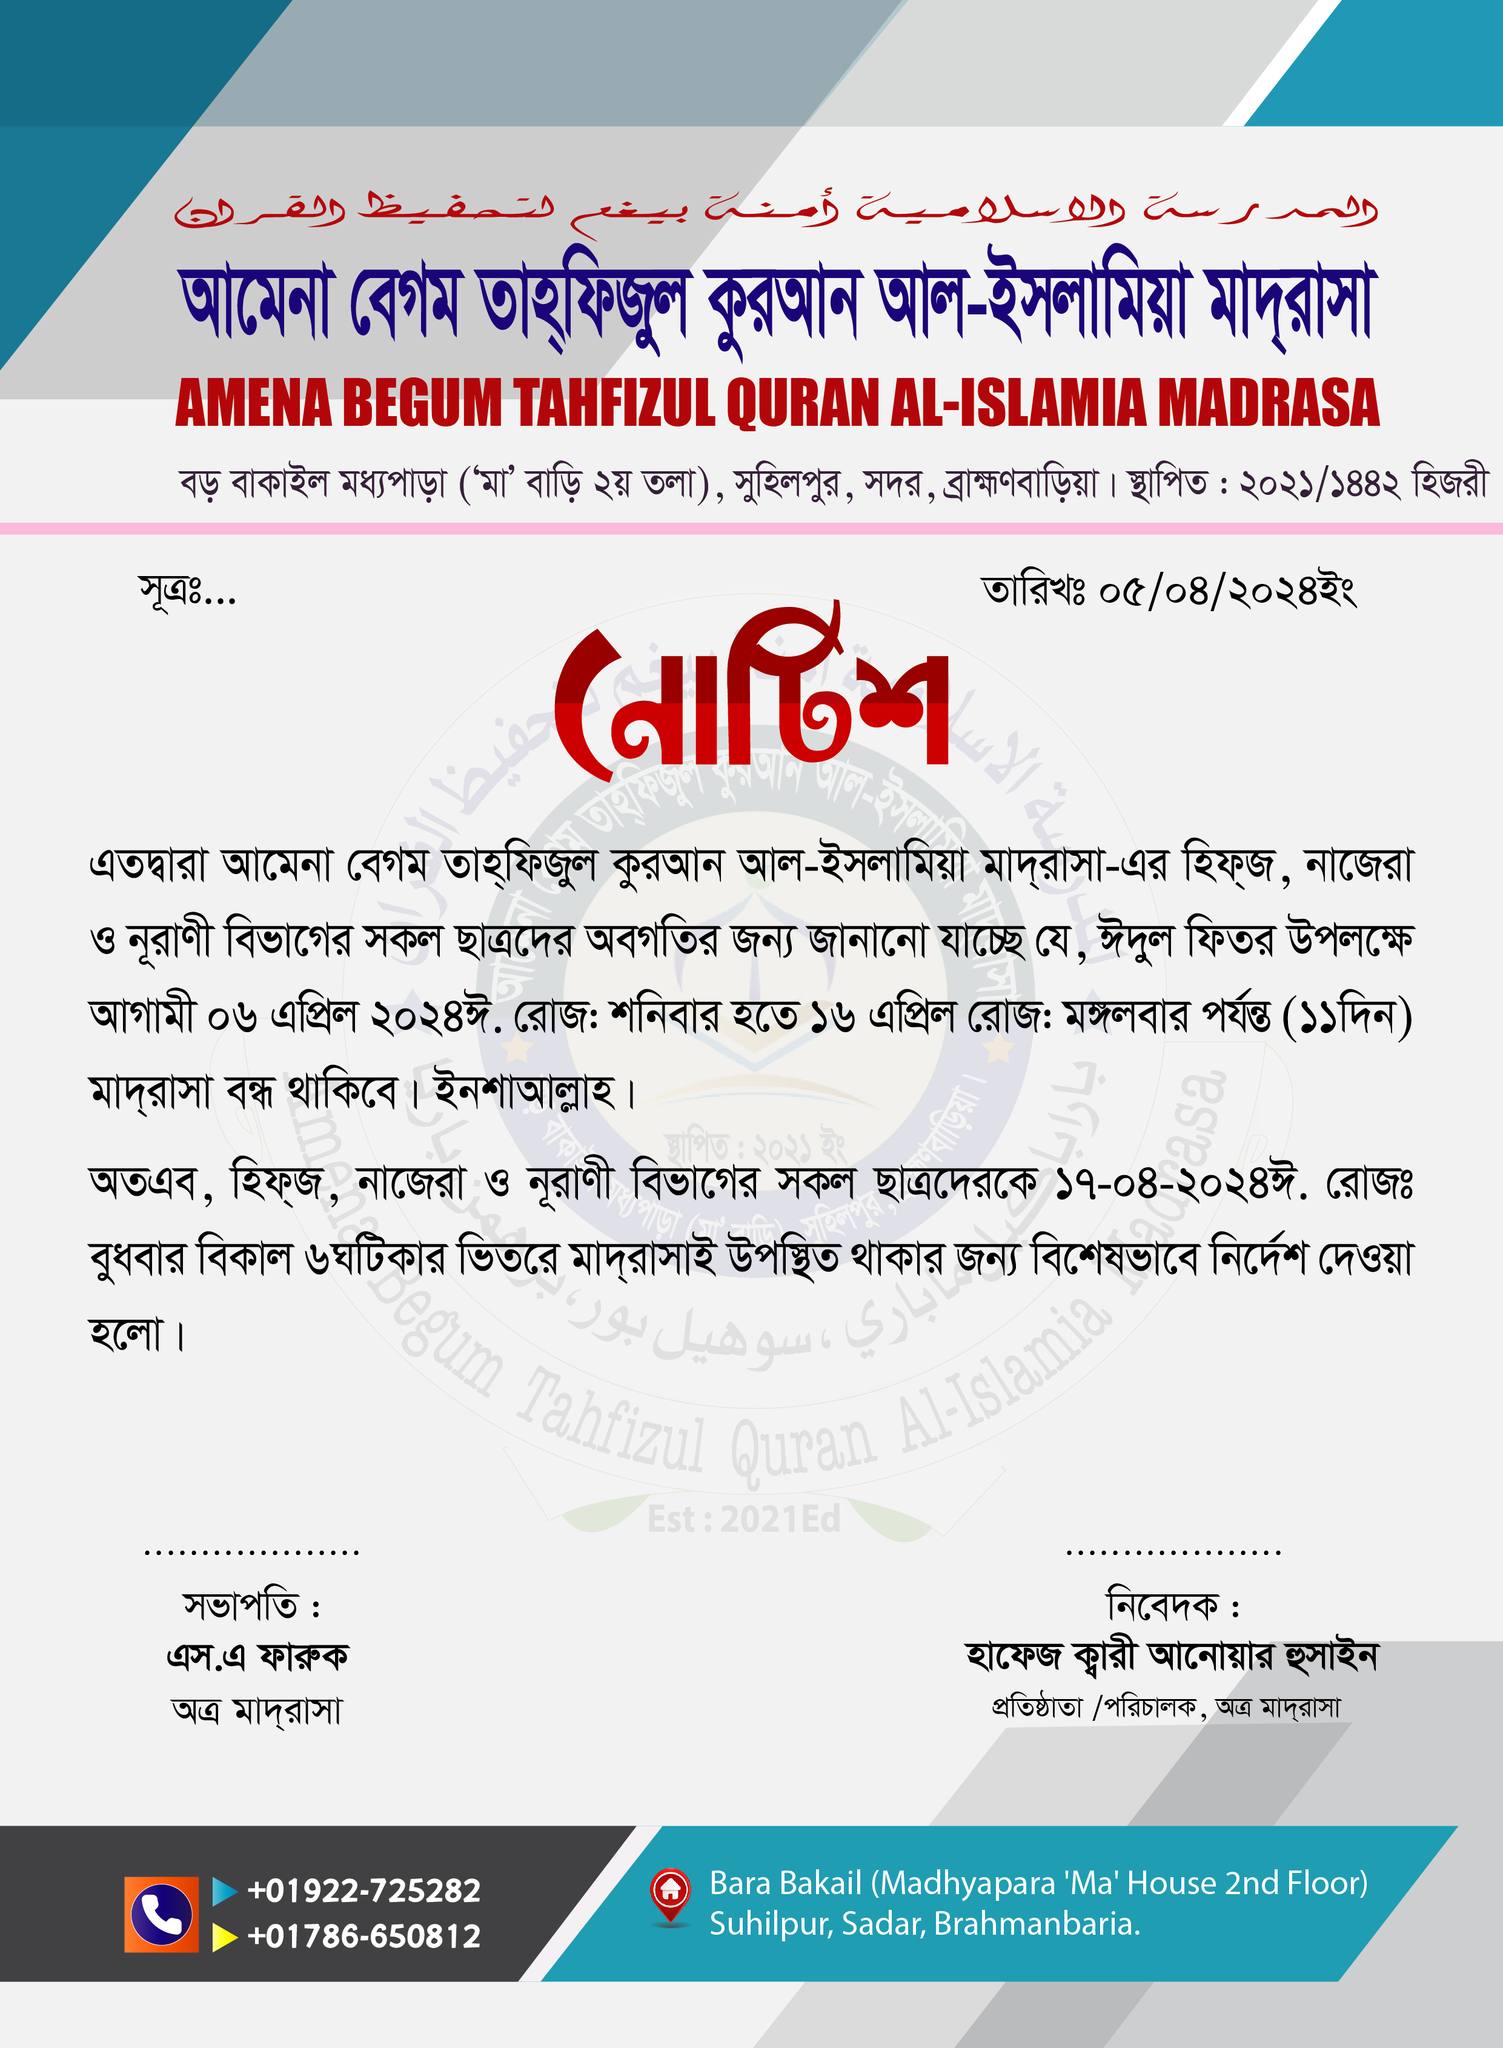 المدرسة الاسلامية أمنة بيغم لتحفيظ القرآن
আমেনা বেগম তাহ্ফিজুল কুরআন আল-ইসলামিয়া মাদ্রাসা
AMENA BEGUM TAHFIZUL QURAN AL-ISLAMIA MADRASA
বড় বাকাইল মধ্যপাড়া (‘মা’ বাড়ি ২য় তলা), সুহিলপুর, সদর, ব্রাহ্মণবাড়িয়া। স্থাপিত : ২০২১/১৪৪২ হিজরী
সূত্রঃ...
তারিখঃ ০৫/০৪/২০২৪ইং
নোটিশ
এতদ্বারা আমেনা বেগম তাহ্ফিজুল কুরআন আল-ইসলামিয়া মাদ্রাসা-এর হিফ্জ, নাজেরা
ও নূরাণী বিভাগের সকল ছাত্রদের অবগতির জন্য জানানো যাচ্ছে যে, ঈদুল ফিতর উপলক্ষে
আগামী ০৬ এপ্রিল ২০২৪ঈ. রোজ: শনিবার হতে ১৬ এপ্রিল রোজ: মঙ্গলবার পর্যন্ত (১১দিন)
মাদ্রাসা বন্ধ থাকিবে। ইনশাআল্লাহ।
অতএব, হিফ্জ, নাজেরা ও নূরাণী বিভাগের সকল ছাত্রদেরকে ১৭-০৪-২০২৪ঈ. রোজঃ
বুধবার বিকাল ৬ঘটিকার ভিতরে মাদ্রাসাই উপস্থিত থাকার জন্য বিশেষভাবে নির্দেশ দেওয়া
হলো।
স্থাপিত : ২০২১ ইং
Amena Begum Tahfizul Quran Al-Islamia Madrasa
Est : 2021Ed
...................
সভাপতি :
এস.এ ফারুক
অত্র মাদ্রাসা
...................
নিবেদক :
হাফেজ ক্বারী আনোয়ার হুসাইন
প্রতিষ্ঠাতা /পরিচালক, অত্র মাদ্রাসা
+01922-725282
+01786-650812
Bara Bakail (Madhyapara 'Ma' House 2nd Floor)
Suhilpur, Sadar, Brahmanbaria.